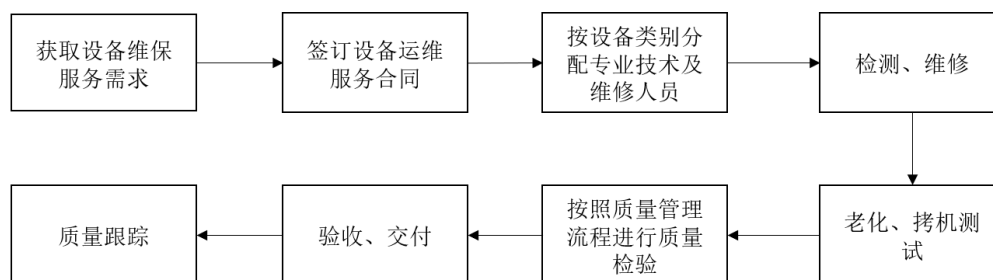 获取设备维保
服务需求
签订设备运维
服务合同
按设备类别分
配专业技术及
维修人员
检测、维修
老化、拷机测
试
按照质量管理
流程进行质量
检验
验收、交付
质量跟踪